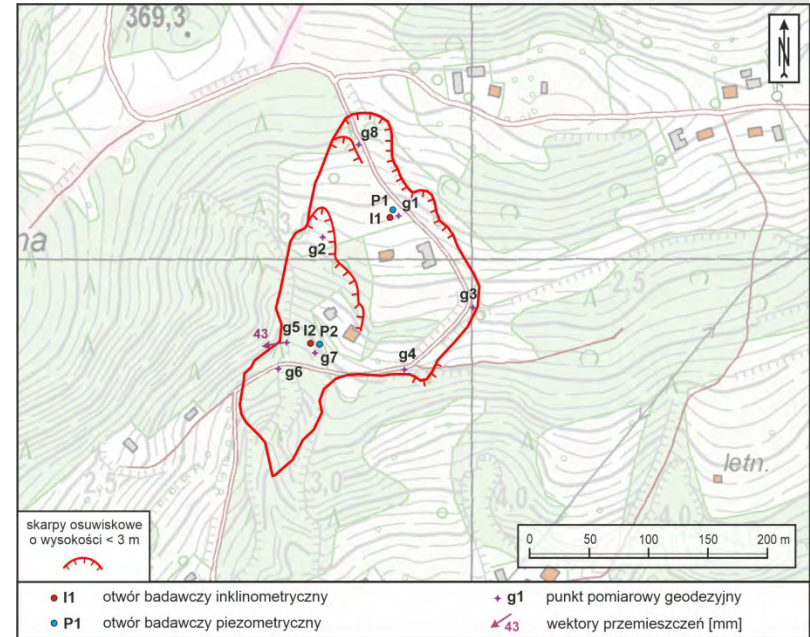 369,3
N
g8
P1 g1
I1
3
na
g2
2,5
g3
43 g5 I2 P2
g7
g4
g6
letn.
2,5
3,0
4,0
4,0
skarpy osuwiskowe
o wysokości < 3 m
0 50 100 150 200 m
I1 otwór badawczy inklinometryczny
g1 punkt pomiarowy geodezyjny
P1 otwór badawczy piezometryczny
43 wektory przemieszczeń [mm]